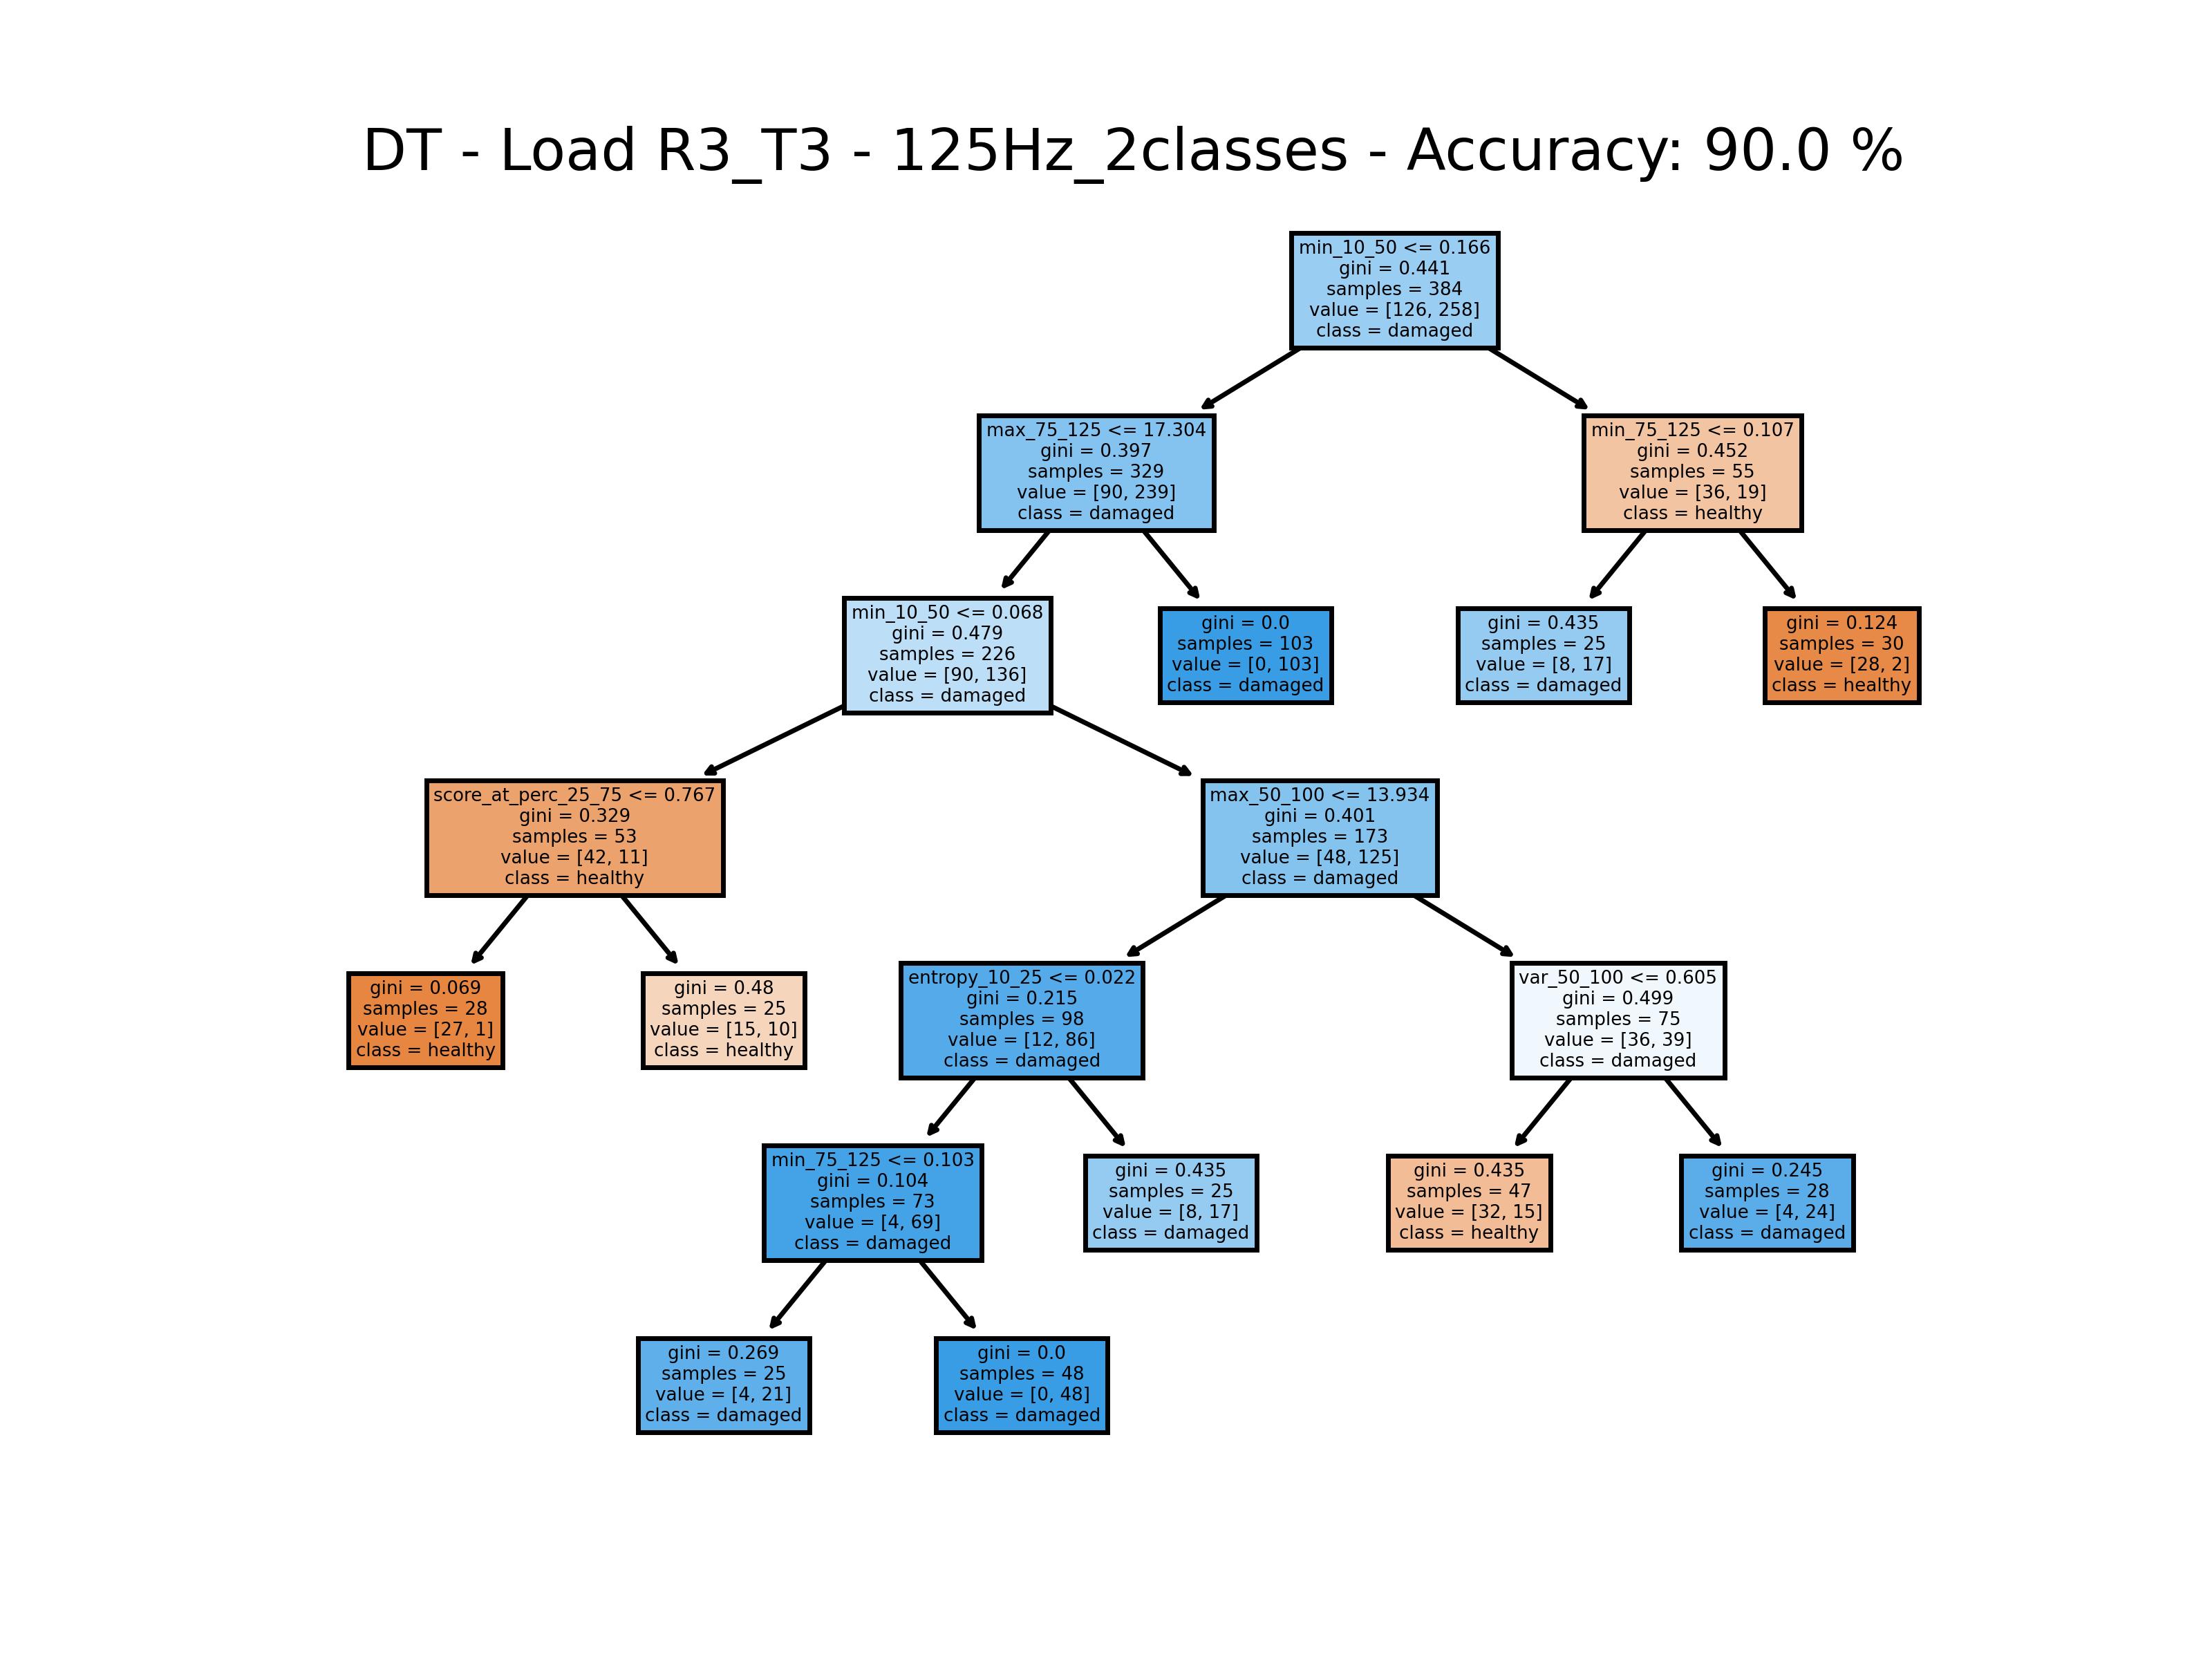 DT - Load R3_T3 - 125Hz_2classes - Accuracy: 90.0 %
min_10_50 <= 0.166
gini = 0.441
samples = 384
value = [126, 258]
class = damaged
max_75_125 <= 17.304
gini = 0.397
samples = 329
value = [90, 239]
class = damaged
min_75_125 <= 0.107
gini = 0.452
samples = 55
value = [36, 19]
class = healthy
min_10_50 <= 0.068
gini = 0.479
samples = 226
value = [90, 136]
class = damaged
gini = 0.0
samples = 103
value = [0, 103]
class = damaged
gini = 0.435
samples = 25
value = [8, 17]
class = damaged
gini = 0.124
samples = 30
value = [28, 2]
class = healthy
score_at_perc_25_75 <= 0.767
gini = 0.329
samples = 53
value = [42, 11]
class = healthy
max_50_100 <= 13.934
gini = 0.401
samples = 173
value = [48, 125]
class = damaged
gini = 0.069
samples = 28
value = [27, 1]
class = healthy
gini = 0.48
samples = 25
value = [15, 10]
class = healthy
entropy_10_25 <= 0.022
gini = 0.215
samples = 98
value = [12, 86]
class = damaged
var_50_100 <= 0.605
gini = 0.499
samples = 75
value = [36, 39]
class = damaged
min_75_125 <= 0.103
gini = 0.104
samples = 73
value = [4, 69]
class = damaged
gini = 0.435
samples = 25
value = [8, 17]
class = damaged
gini = 0.435
samples = 47
value = [32, 15]
class = healthy
gini = 0.245
samples = 28
value = [4, 24]
class = damaged
gini = 0.269
samples = 25
value = [4, 21]
class = damaged
gini = 0.0
samples = 48
value = [0, 48]
class = damaged